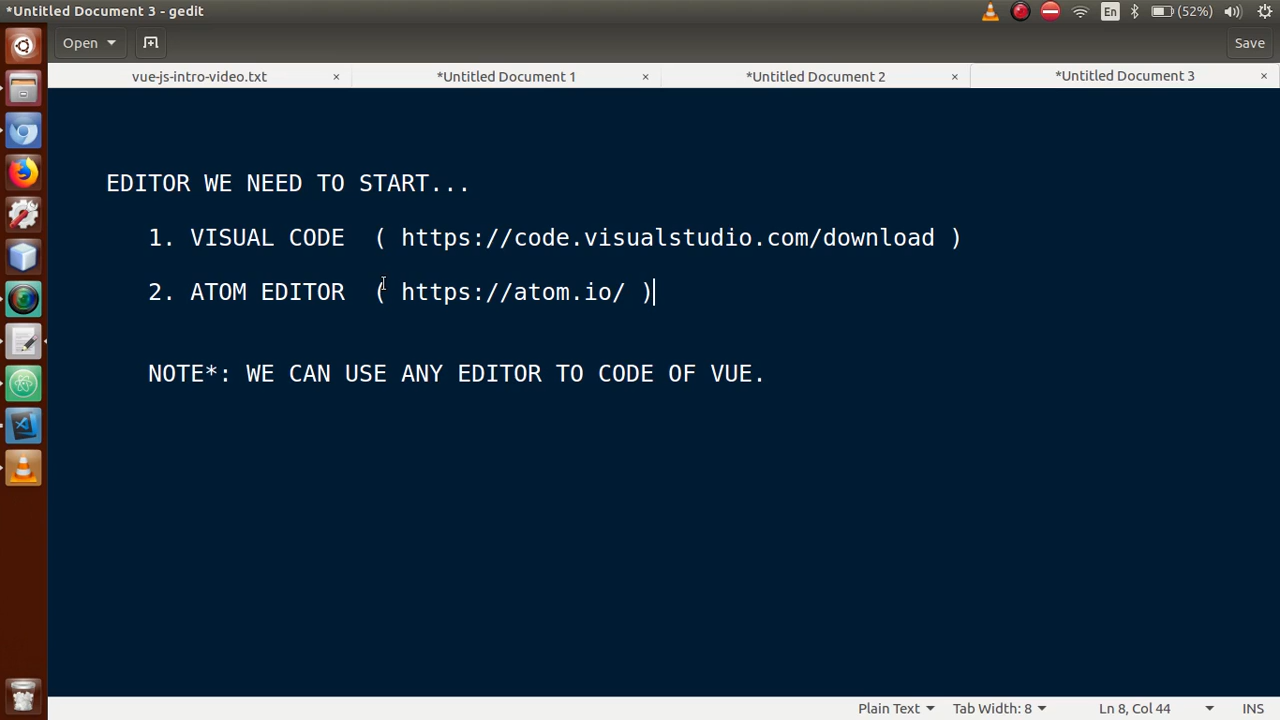 *Untitled Document 3 - gedit
En
(52%)
Open
Save
vue-js-intro-video.txt × *Untitled Document 1 × *Untitled Document 2 × *Untitled Document 3 ×
EDITOR WE NEED TO START...
1. VISUAL CODE ( https://code.visualstudio.com/download )
2. ATOM EDITOR ( https://atom.io/ )
NOTE*: WE CAN USE ANY EDITOR TO CODE OF VUE.
Plain Text Tab Width: 8 Ln 8, Col 44 INS